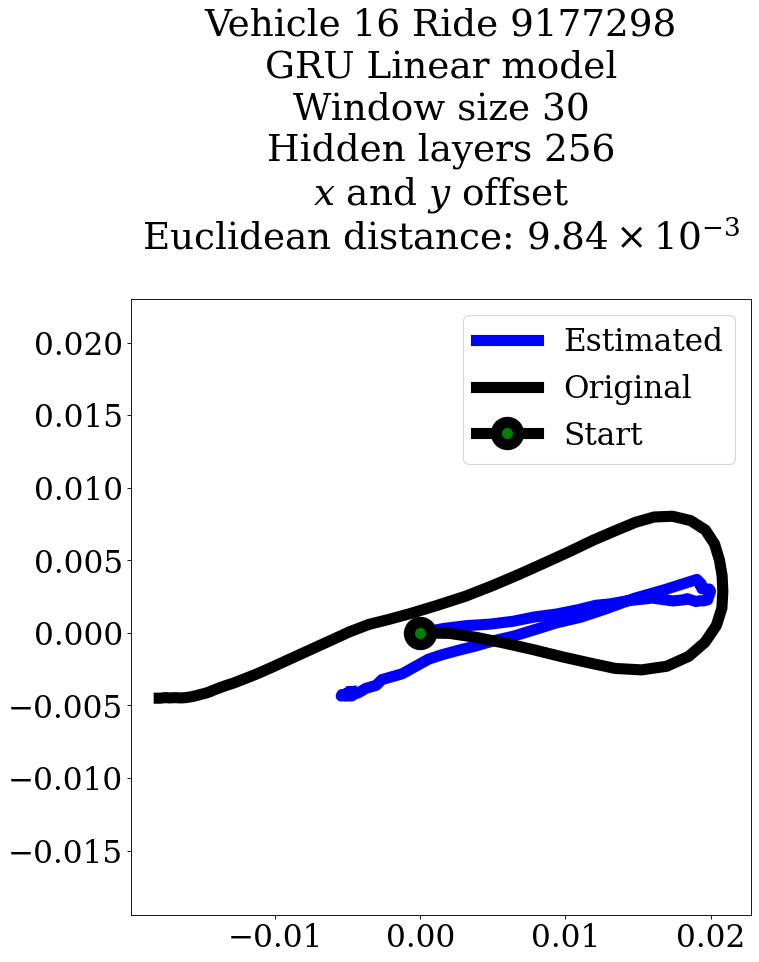 Vehicle 16 Ride 9177298
GRU Linear model
Window size 30
Hidden layers 256
x and y offset
Euclidean distance: 9.84 × 10⁻³
Estimated
Original
Start
0.020
0.015
0.010
0.005
0.000
−0.005
−0.010
−0.015
−0.01 0.00 0.01 0.02